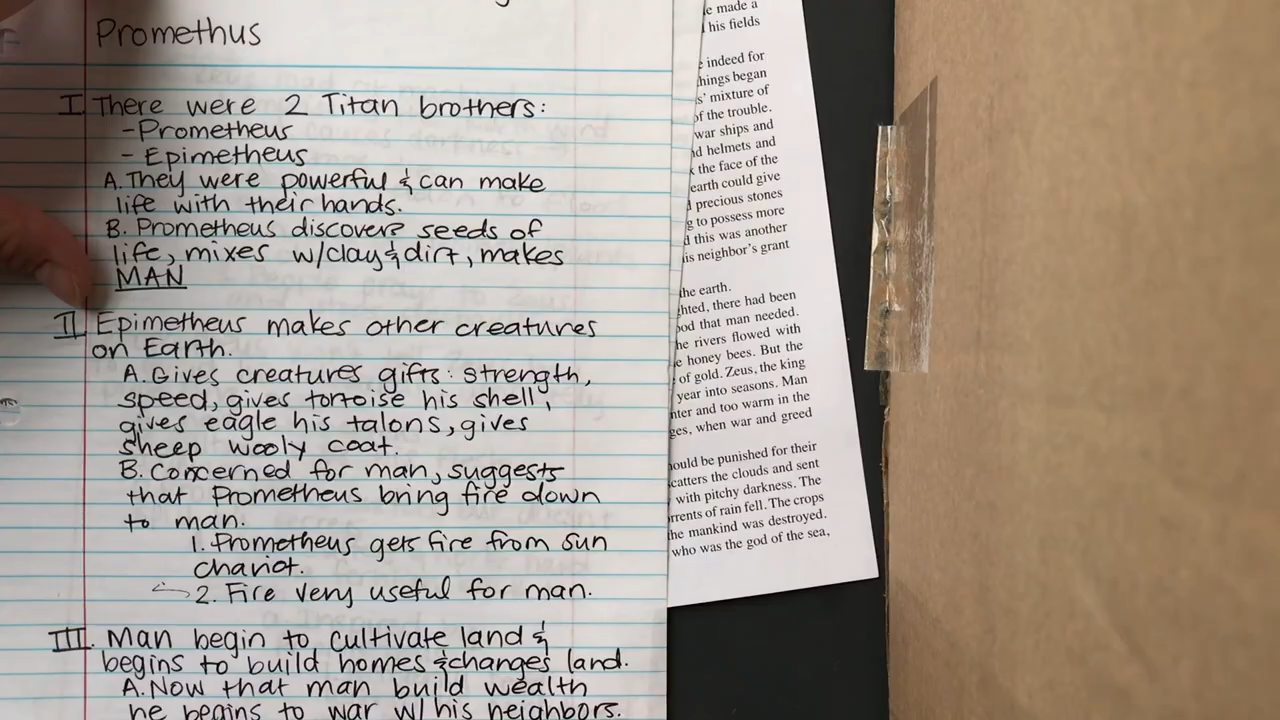 Promethus
I. There were 2 Titan brothers:
- Prometheus
- Epimetheus
A. They were powerful & can make
life with their hands.
B. Prometheus discovers seeds of
life, mixes w/clay & dirt, makes
MAN
II. Epimetheus makes other creatures
on Earth.
A. Gives creatures gifts: strength,
speed, gives tortoise his shell,
gives eagle his talons, gives
sheep wooly coat.
B. Concerned for man, suggests
that Prometheus bring fire down
to man.
1. Prometheus gets fire from sun
chariot.
2. Fire very useful for man.
III. Man begin to cultivate land &
begins to build homes & changes land.
A. Now that man build wealth
he begins to war w/ his neighbors.
made a
his fields
indeed for
things began
mixture of
of the trouble.
war ships and
helmets and
the face of the
earth could give
precious stones
to possess more
this was another
his neighbor's grant
the earth.
there had been
that man needed.
rivers flowed with
honey bees. But the
of gold. Zeus, the king
year into seasons. Man
and too warm in the
when war and greed
be punished for their
the clouds and sent
with pitchy darkness. The
of rain fell. The crops
mankind was destroyed.
who was the god of the sea,